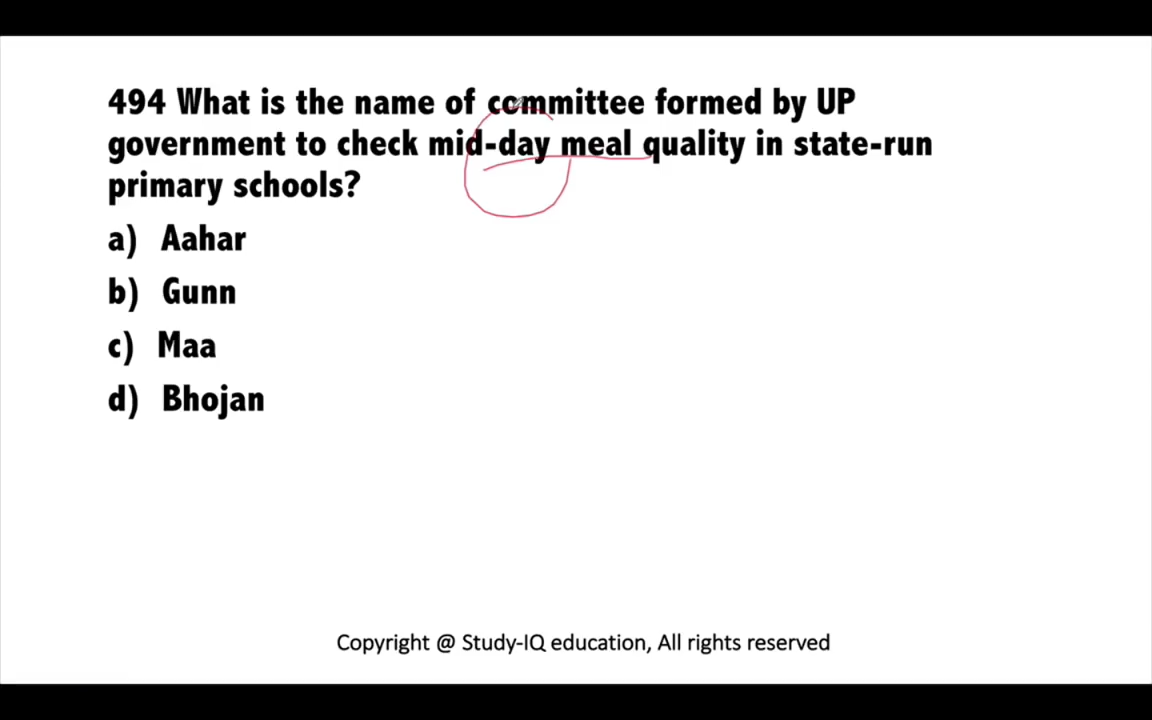 494 What is the name of committee formed by UP
government to check mid-day meal quality in state-run
primary schools?
a) Aahar
b) Gunn
c) Maa
d) Bhojan
Copyright @ Study-IQ education, All rights reserved